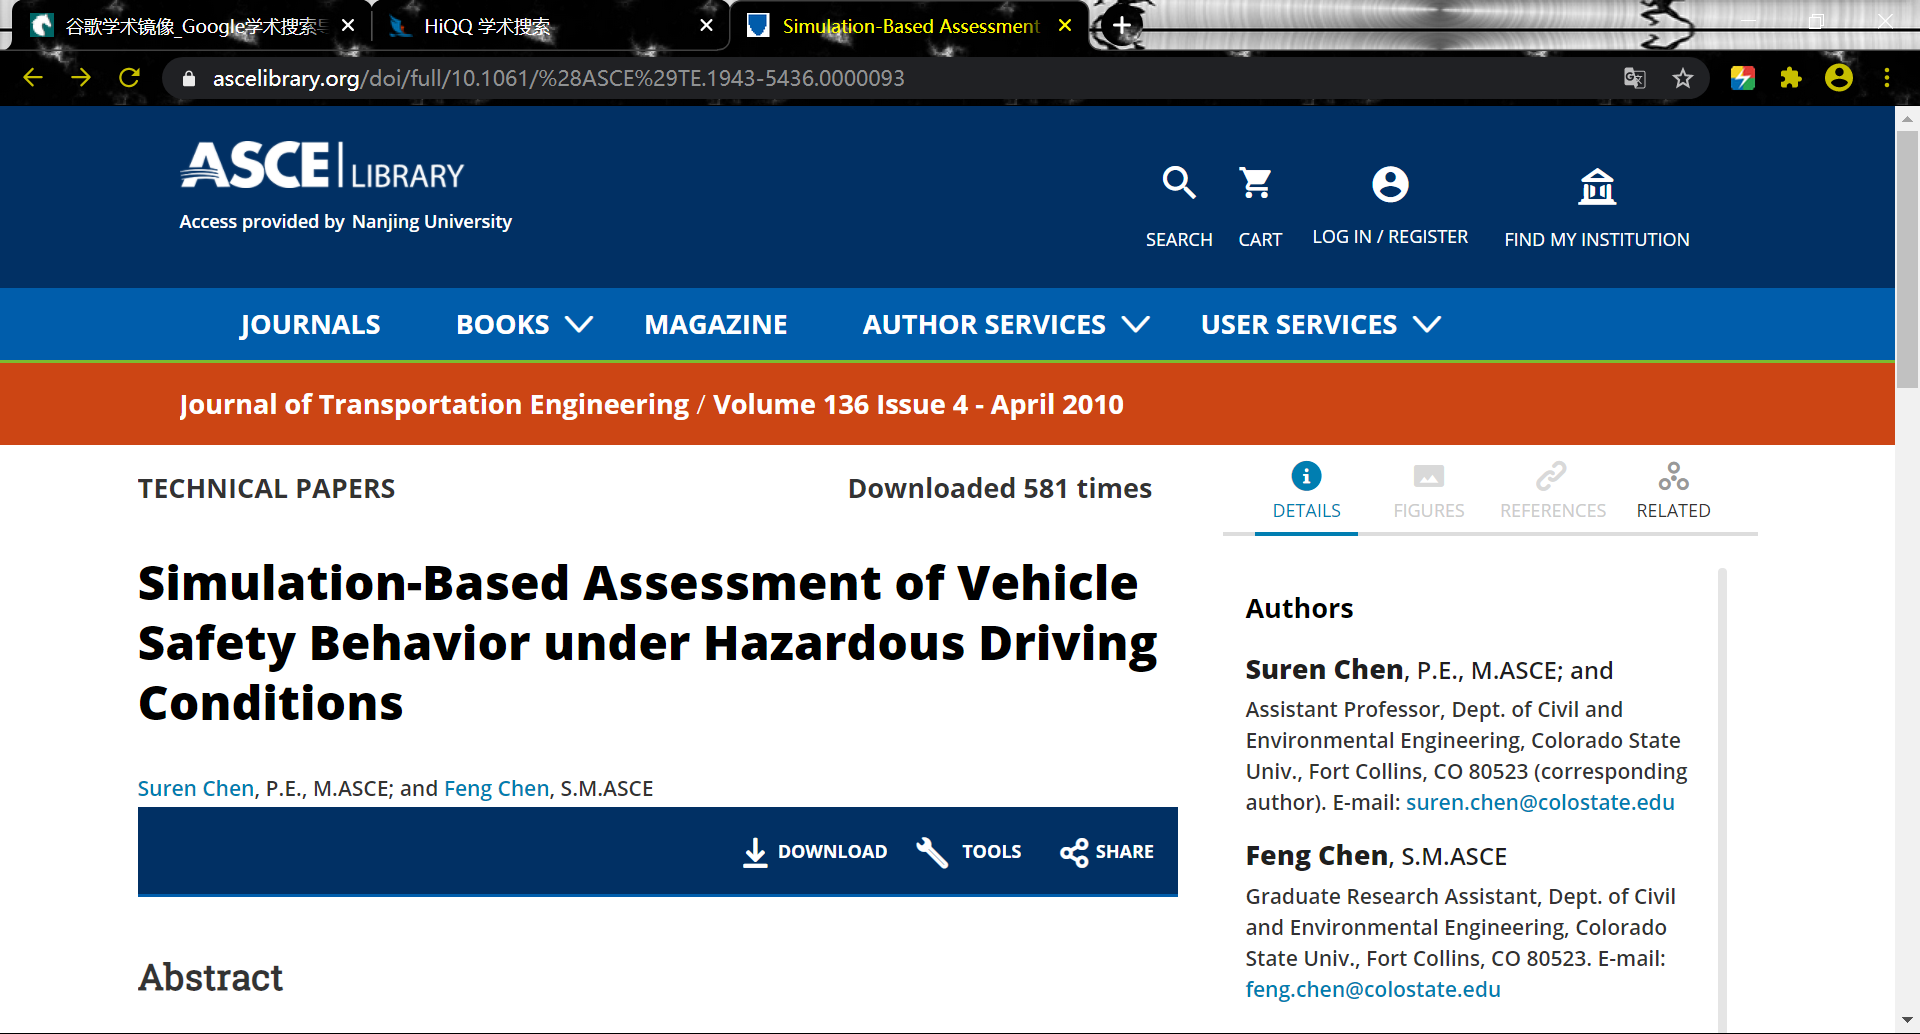 谷歌学术镜像_Google学术搜索
HiQQ 学术搜索
Simulation-Based Assessment
ascelibrary.org/doi/full/10.1061/%28ASCE%29TE.1943-5436.0000093
ASCE LIBRARY
Access provided by Nanjing University
SEARCH
CART
LOG IN / REGISTER
FIND MY INSTITUTION
JOURNALS
BOOKS
MAGAZINE
AUTHOR SERVICES
USER SERVICES
Journal of Transportation Engineering / Volume 136 Issue 4 - April 2010
TECHNICAL PAPERS
Downloaded 581 times
Simulation-Based Assessment of Vehicle
Safety Behavior under Hazardous Driving
Conditions
Suren Chen, P.E., M.ASCE; and Feng Chen, S.M.ASCE
DOWNLOAD
TOOLS
SHARE
Abstract
DETAILS
FIGURES
REFERENCES
RELATED
Authors
Suren Chen, P.E., M.ASCE; and
Assistant Professor, Dept. of Civil and
Environmental Engineering, Colorado State
Univ., Fort Collins, CO 80523 (corresponding
author). E-mail: suren.chen@colostate.edu
Feng Chen, S.M.ASCE
Graduate Research Assistant, Dept. of Civil
and Environmental Engineering, Colorado
State Univ., Fort Collins, CO 80523. E-mail:
feng.chen@colostate.edu